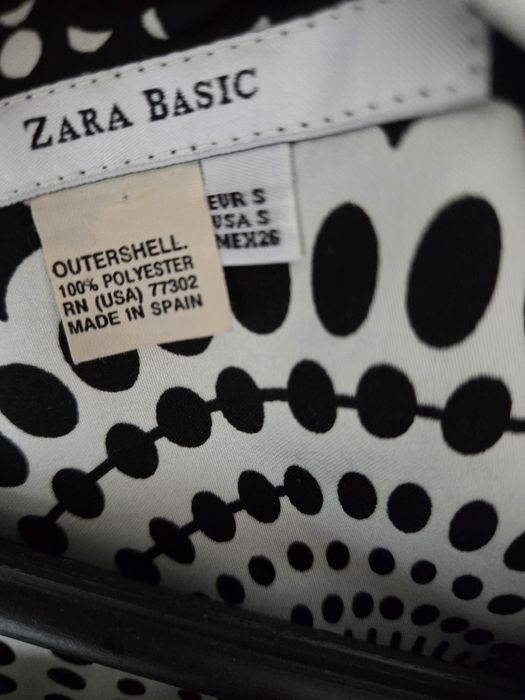 ZARA BASIC
EUR S
USA S
MEX26
OUTERSHELL.
100% POLYESTER
RN (USA) 77302
MADE IN SPAIN